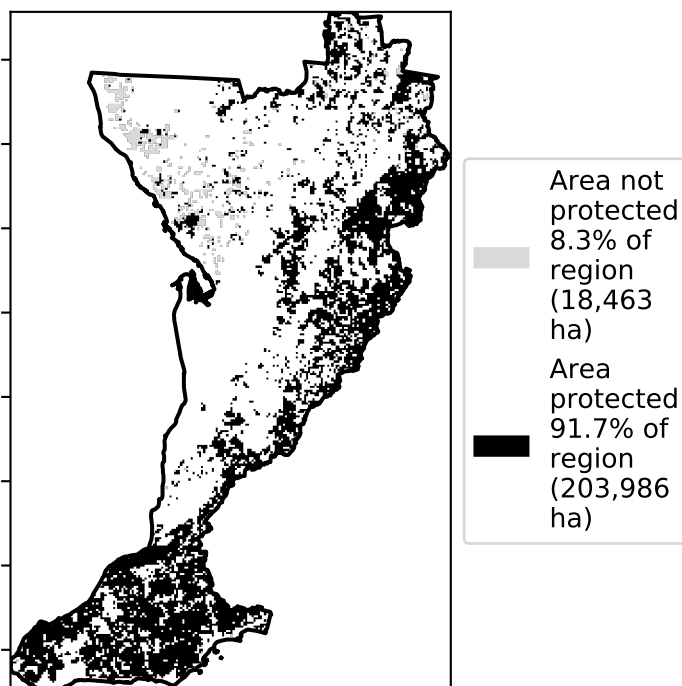 Area not
protected
8.3% of
region
(18,463
ha)
Area
protected
91.7% of
region
(203,986
ha)